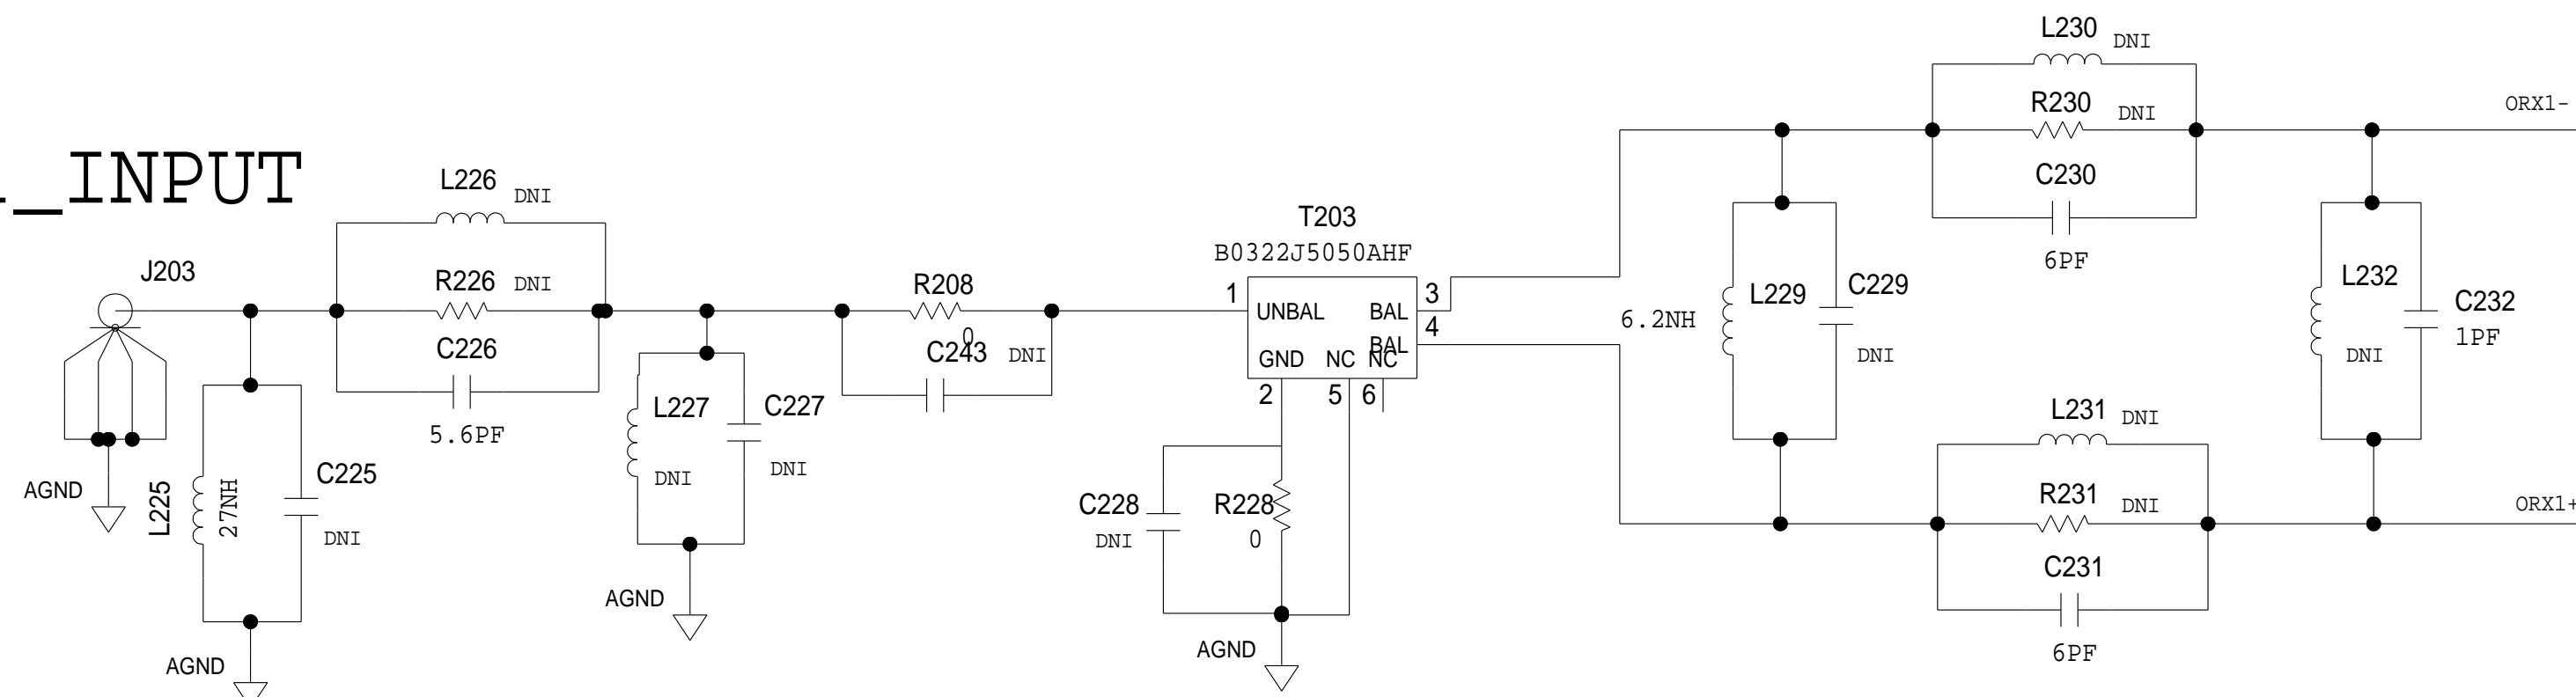 _INPUT
J203
AGND
L225
27NH
C225
DNI
AGND
L226
DNI
R226
DNI
C226
5.6PF
L227
DNI
C227
DNI
AGND
R208
0
C243
DNI
T203
B0322J5050AHF
1
UNBAL
BAL
3
4
BAL
GND
NC
NC
2
5
6
C228
DNI
R228
0
AGND
6.2NH
L229
C229
DNI
L230
DNI
R230
DNI
C230
6PF
L231
DNI
R231
DNI
C231
6PF
L232
DNI
C232
1PF
ORX1-
ORX1+